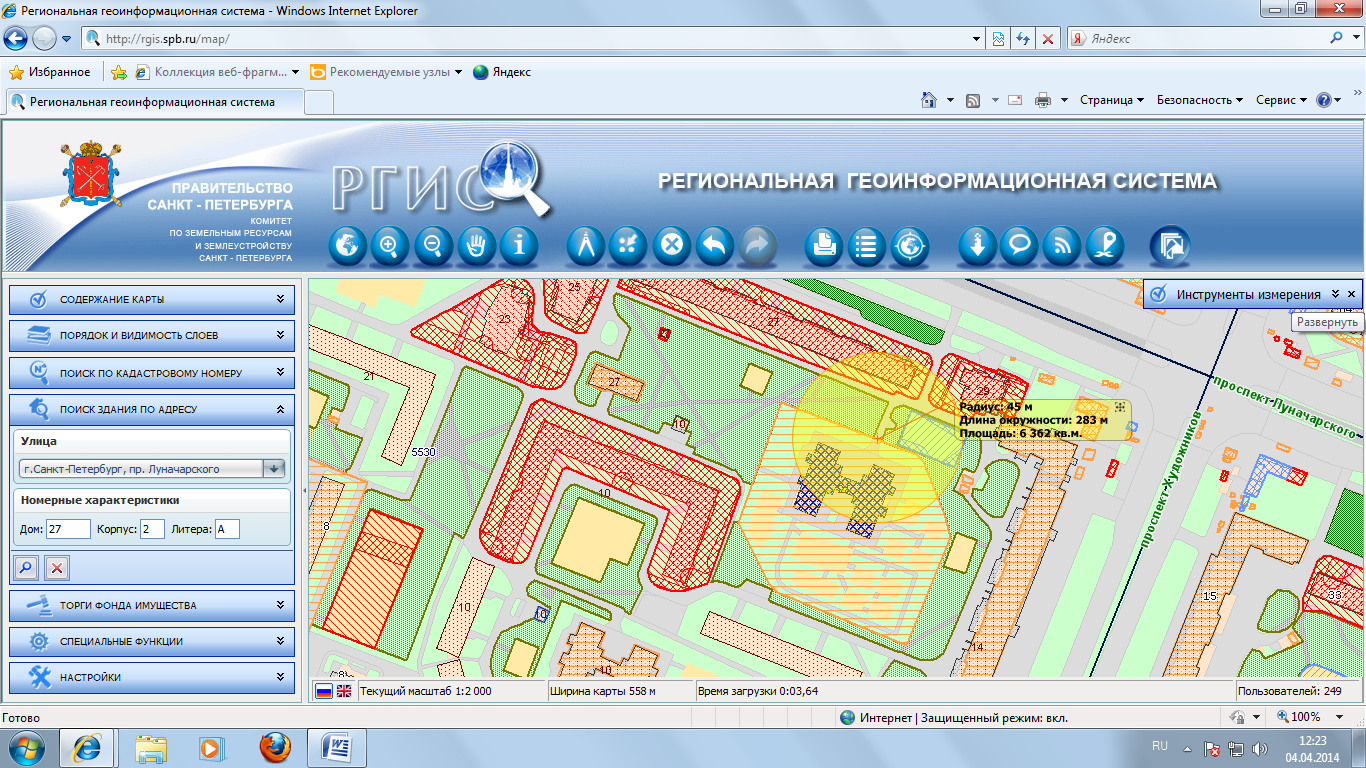 Региональная геоинформационная система - Windows Internet Explorer
http://rgis.spb.ru/map/
Яндекс
Избранное
Коллекция веб-фрагм...
Рекомендуемые узлы
Яндекс
Региональная геоинформационная система
Страница
Безопасность
Сервис
ПРАВИТЕЛЬСТВО
САНКТ - ПЕТЕРБУРГА
КОМИТЕТ
ПО ЗЕМЕЛЬНЫМ РЕСУРСАМ
И ЗЕМЛЕУСТРОЙСТВУ
САНКТ - ПЕТЕРБУРГА
РГИС
РЕГИОНАЛЬНАЯ ГЕОИНФОРМАЦИОННАЯ СИСТЕМА
СОДЕРЖАНИЕ КАРТЫ
ПОРЯДОК И ВИДИМОСТЬ СЛОЕВ
ПОИСК ПО КАДАСТРОВОМУ НОМЕРУ
ПОИСК ЗДАНИЯ ПО АДРЕСУ
Улица
г.Санкт-Петербург, пр. Луначарского
Номерные характеристики
Дом: 27 Корпус: 2 Литера: А
ТОРГИ ФОНДА ИМУЩЕСТВА
СПЕЦИАЛЬНЫЕ ФУНКЦИИ
НАСТРОЙКИ
Инструменты измерения
Развернуть
25
23
27
21
27
29
10
5530
10
8
10
10
10
14
15
33
Радиус: 45 м
Длина окружности: 283 м
Площадь: 6 362 кв.м.
проспект-Луначарского
проспект-Художников
Текущий масштаб 1:2 000
Ширина карты 558 м
Время загрузки 0:03,64
Пользователей: 249
Готово
Интернет | Защищенный режим: вкл.
100%
RU
12:23
04.04.2014